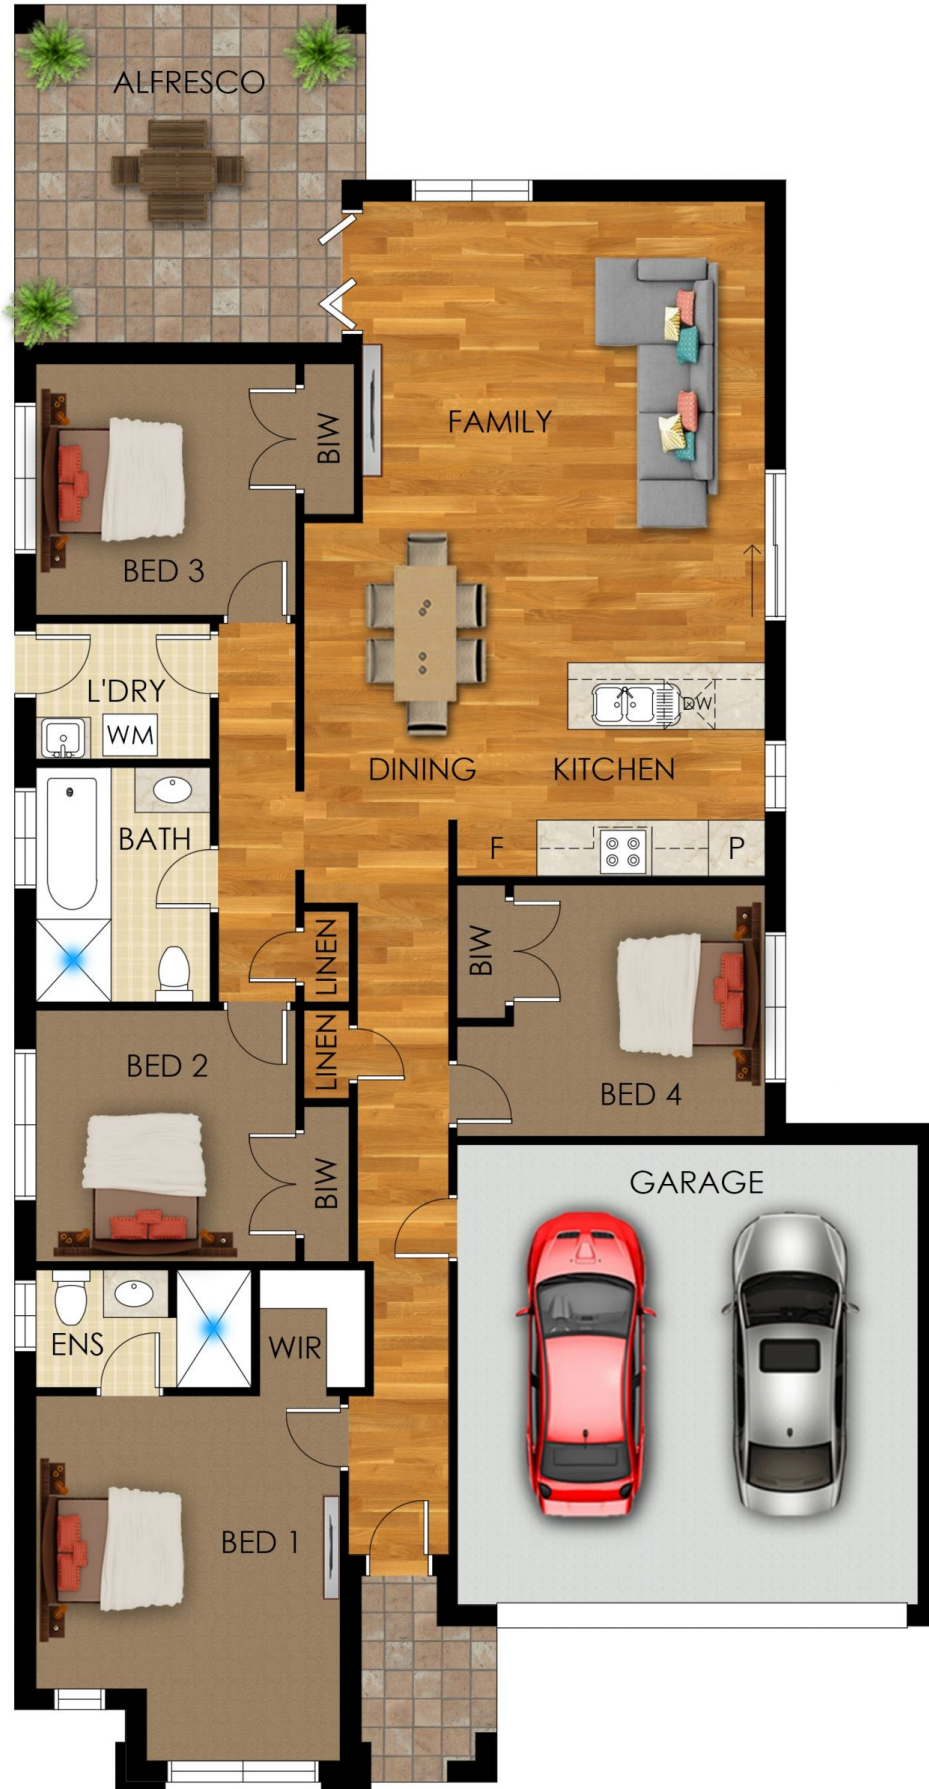 ALFRESCO
FAMILY
BIW
BED 3
L'DRY
WM
DW
DINING
KITCHEN
BATH
F
P
LINEN
BIW
LINEN
BED 2
BED 4
BIW
GARAGE
ENS
WIR
BED 1